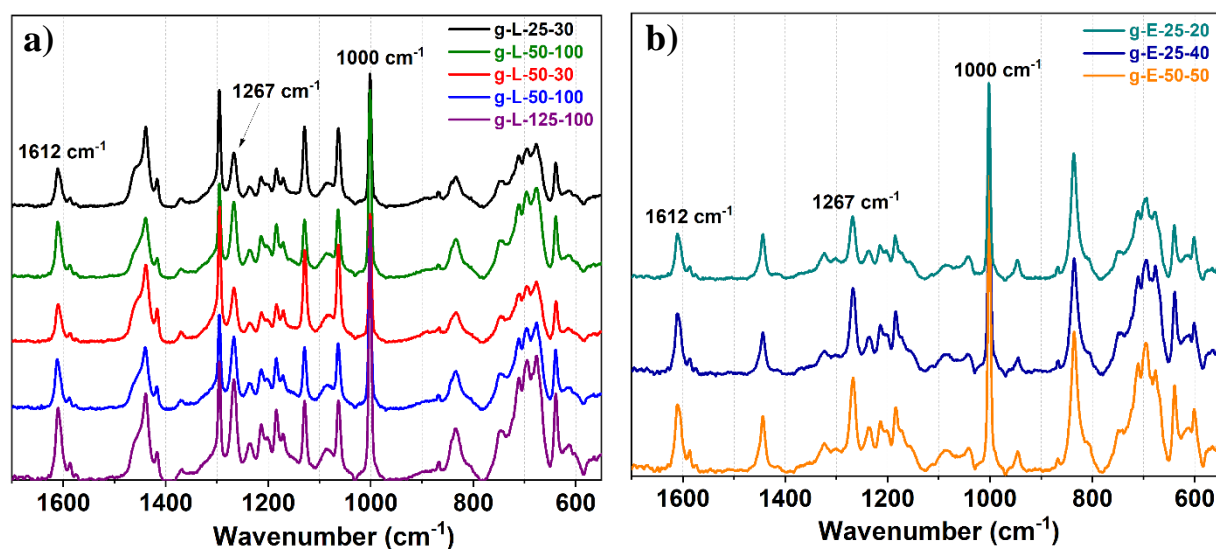 a)
g-L-25-30
g-L-50-100
g-L-50-30
g-L-50-100
g-L-125-100
1000 cm⁻¹
1267 cm⁻¹
1612 cm⁻¹
1600 1400 1200 1000 800 600
Wavenumber (cm⁻¹)
b)
g-E-25-20
g-E-25-40
g-E-50-50
1000 cm⁻¹
1267 cm⁻¹
1612 cm⁻¹
1600 1400 1200 1000 800 600
Wavenumber (cm⁻¹)